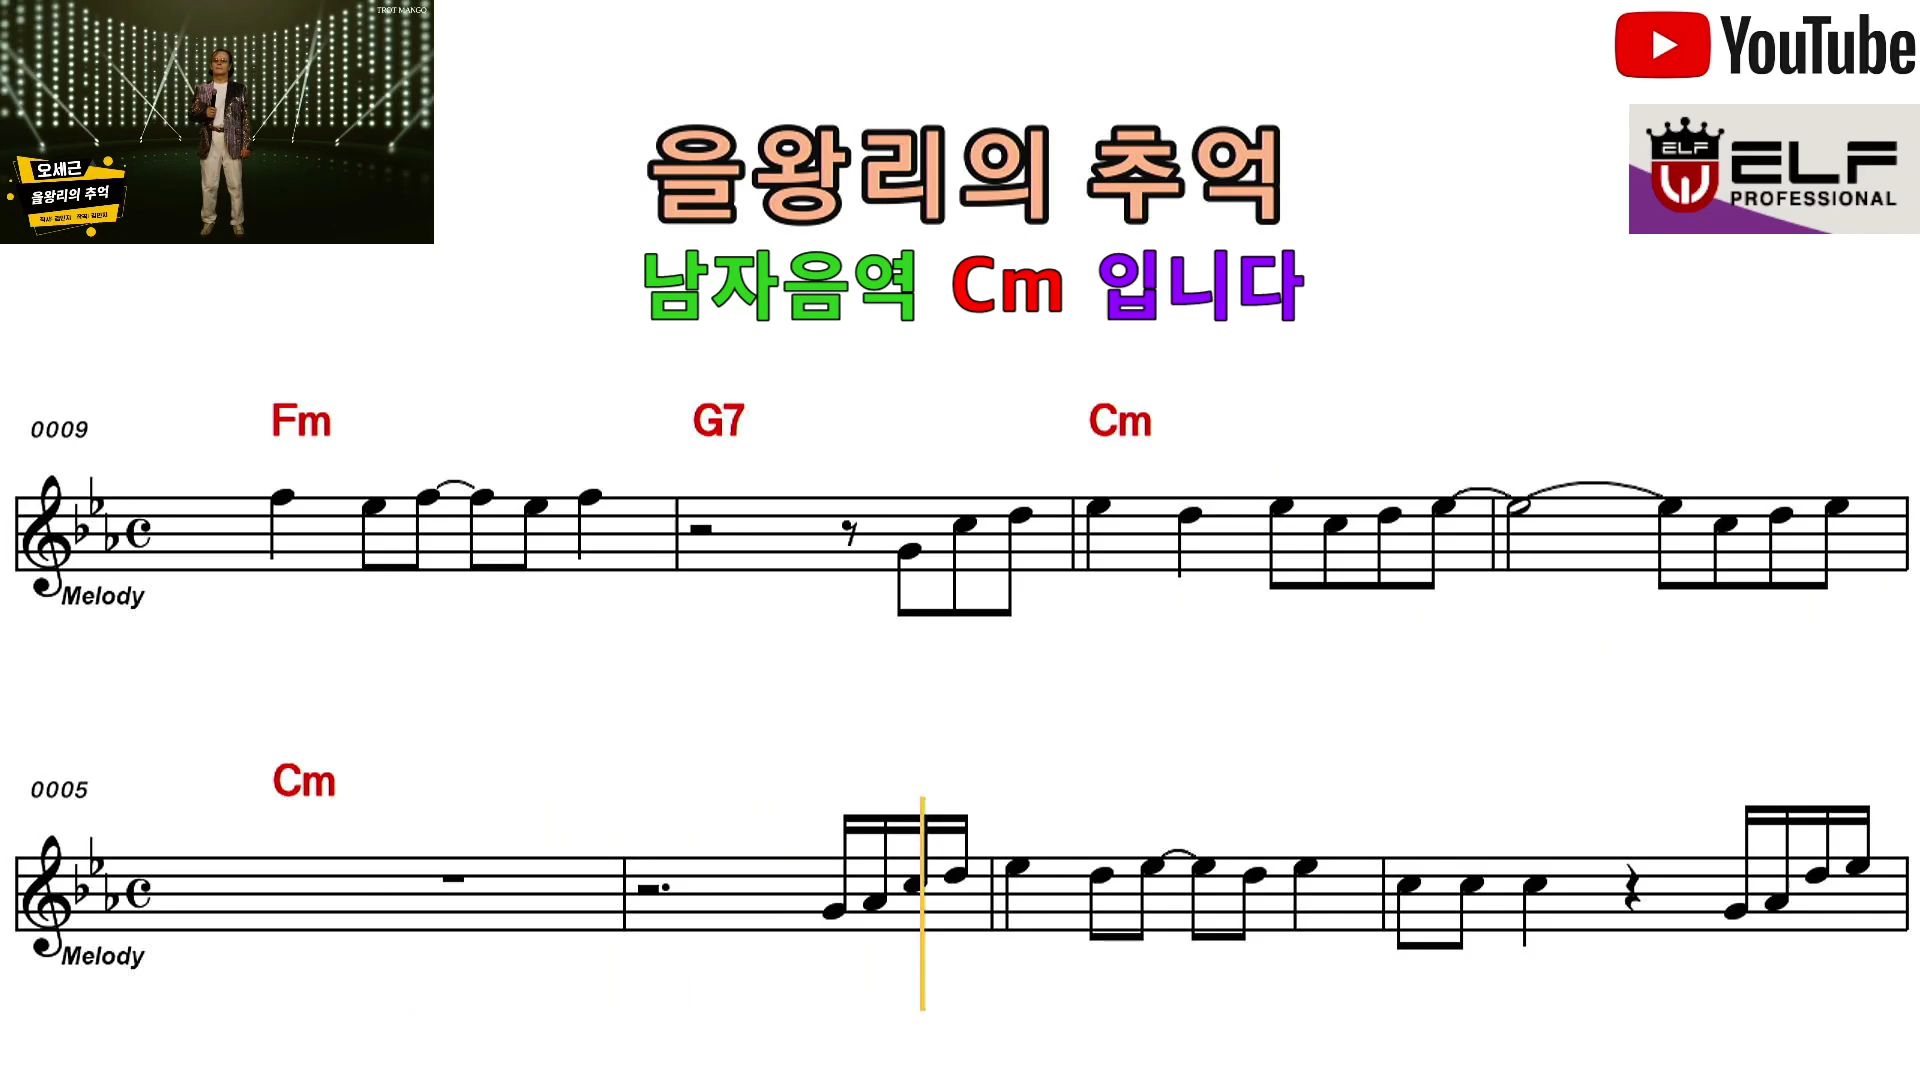 TROT MANGO
오세근
을왕리의 추억
YouTube
ELF
ELF
PROFESSIONAL
을왕리의 추억
남자음역 Cm 입니다
0009
Fm G7 Cm
Melody
0005
Cm
Melody